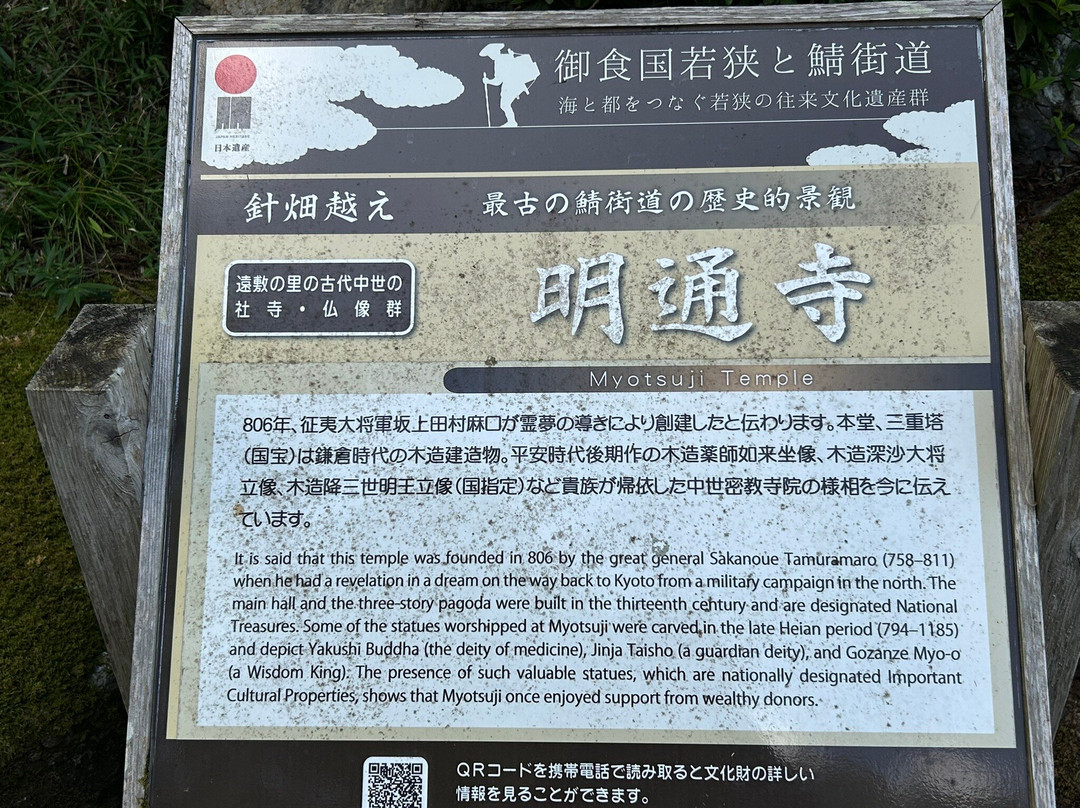 御食国若狭と鯖街道
海と都をつなぐ若狭の往来文化遺産群
JAPAN HERITAGE
日本遺産
針畑越え 最古の鯖街道の歴史的景観
遠敷の里の古代中世の
社寺・仏像群
明通寺
Myotsuji Temple
806年、征夷大将軍坂上田村麻呂が霊夢の導きにより創建したと伝わります。本堂、三重塔
（国宝）は鎌倉時代の木造建造物。平安時代後期作の木造薬師如来坐像、木造深沙大将
立像、木造降三世明王立像（国指定）など貴族が帰依した中世密教寺院の様相を今に伝え
ています。
It is said that this temple was founded in 806 by the great general Sakanoue Tamuramaro (758–811)
when he had a revelation in a dream on the way back to Kyoto from a military campaign in the north. The
main hall and the three-story pagoda were built in the thirteenth century and are designated National
Treasures. Some of the statues worshipped at Myotsuji were carved in the late Heian period (794–1185)
and depict Yakushi Buddha (the deity of medicine), Jinja Taisho (a guardian deity), and Gozanze Myo-o
(a Wisdom King). The presence of such valuable statues, which are nationally designated Important
Cultural Properties, shows that Myotsuji once enjoyed support from wealthy donors.
QRコードを携帯電話で読み取ると文化財の詳しい
情報を見ることができます。